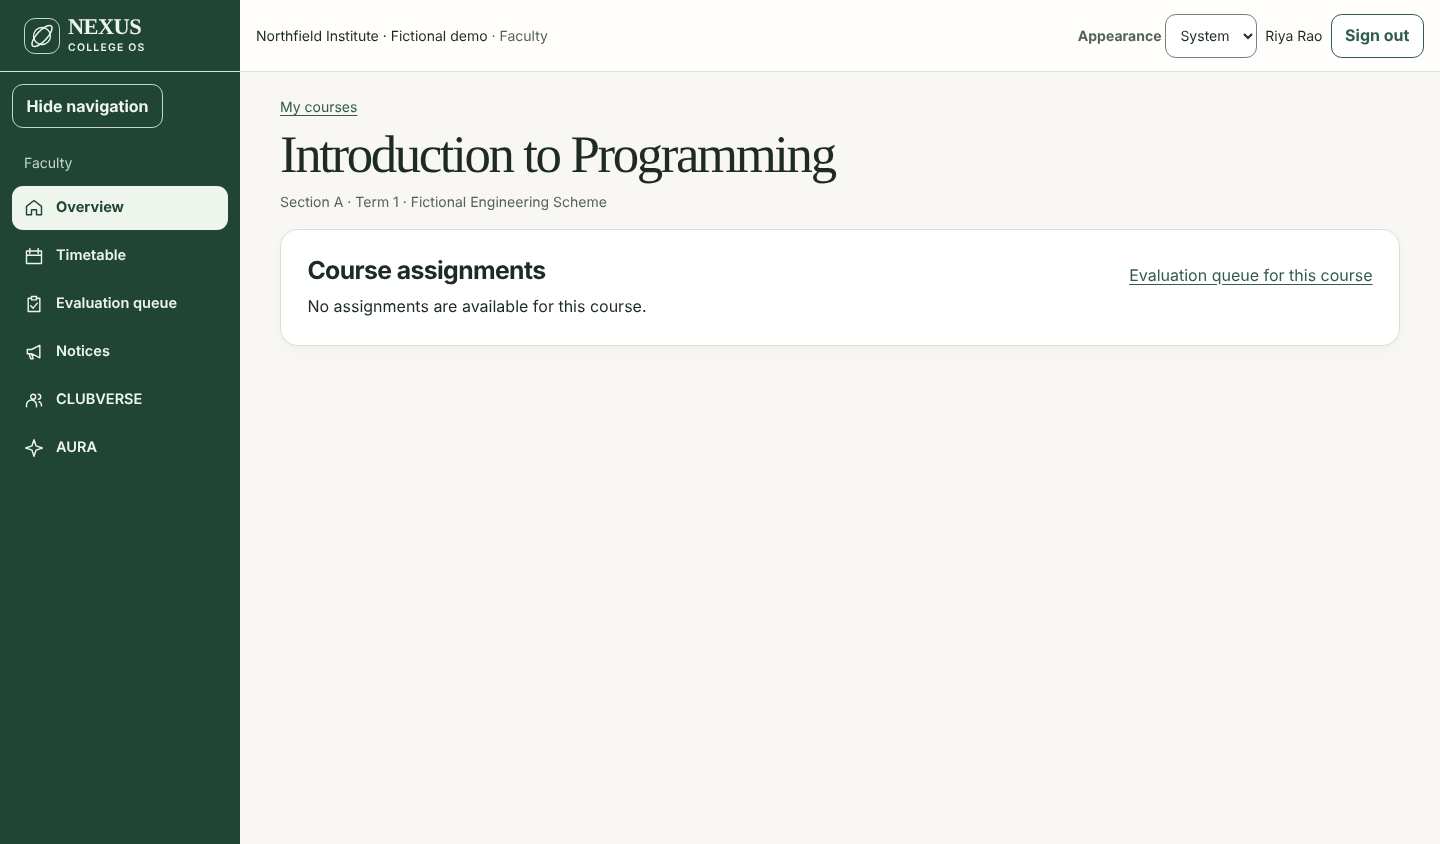 NEXUS
COLLEGE OS
Northfield Institute · Fictional demo · Faculty
Appearance System Riya Rao Sign out
Hide navigation
Faculty
Overview
Timetable
Evaluation queue
Notices
CLUBVERSE
AURA
My courses
Introduction to Programming
Section A · Term 1 · Fictional Engineering Scheme
Course assignments
Evaluation queue for this course
No assignments are available for this course.